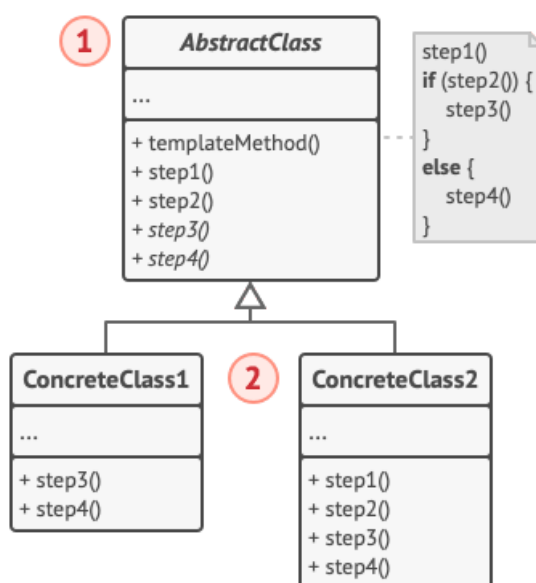 1
AbstractClass
...
+ templateMethod()
+ step1()
+ step2()
+ step3()
+ step4()
step1()
if (step2()) {
step3()
}
else {
step4()
}
ConcreteClass1
...
+ step3()
+ step4()
2
ConcreteClass2
...
+ step1()
+ step2()
+ step3()
+ step4()